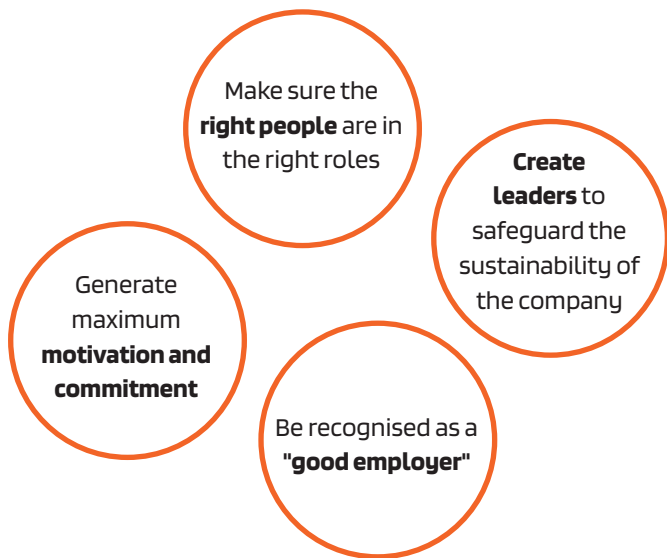 Make sure the
right people are in
the right roles
Create
leaders to
safeguard the
sustainability of
the company
Generate
maximum
motivation and
commitment
Be recognised as a
"good employer"